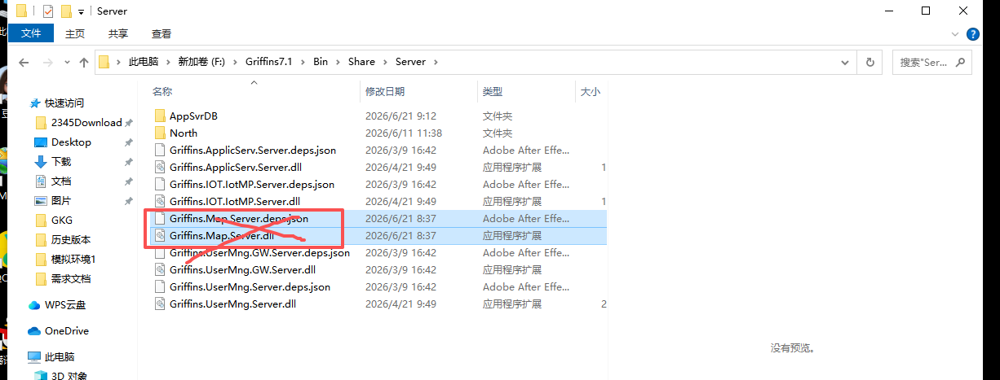 Server
文件 主页 共享 查看
此电脑 新加卷 (F:) Griffins7.1 Bin Share Server 搜索"Ser...
名称 修改日期 类型 大小
快速访问
2345Download
Desktop
下载
文档
图片
GKG
历史版本
模拟环境1
需求文档
WPS云盘
OneDrive
此电脑
3D 对象
AppSvrDB 2026/6/21 9:12 文件夹
North 2026/6/11 11:38 文件夹
Griffins.ApplicServ.Server.deps.json 2026/3/9 16:42 Adobe After Effe...
Griffins.ApplicServ.Server.dll 2026/4/21 9:49 应用程序扩展 1
Griffins.IOT.IotMP.Server.deps.json 2026/3/9 16:42 Adobe After Effe...
Griffins.IOT.IotMP.Server.dll 2026/4/21 9:49 应用程序扩展 1
Griffins.Map.Server.deps.json 2026/6/21 8:37 Adobe After Effe...
Griffins.Map.Server.dll 2026/6/21 8:37 应用程序扩展
Griffins.UserMng.GW.Server.deps.json 2026/3/9 16:42 Adobe After Effe...
Griffins.UserMng.GW.Server.dll 2026/3/9 16:42 应用程序扩展
Griffins.UserMng.Server.deps.json 2026/3/9 16:42 Adobe After Effe...
Griffins.UserMng.Server.dll 2026/4/21 9:49 应用程序扩展 2
没有预览。